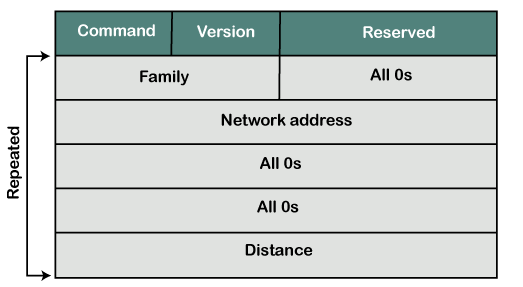 Command Version Reserved
Family All 0s
Network address
All 0s
All 0s
Distance
Repeated